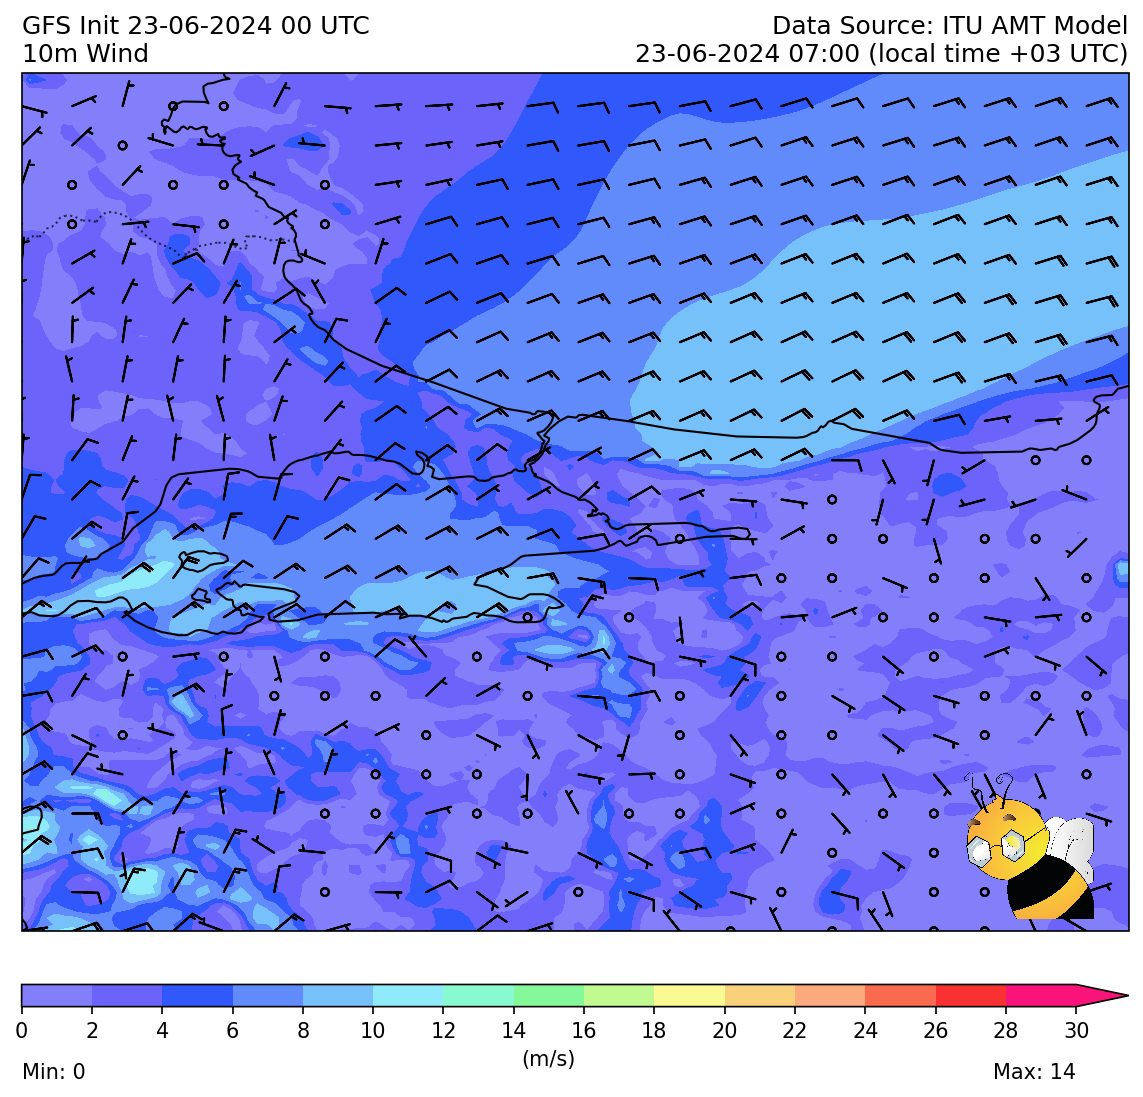 GFS Init 23-06-2024 00 UTC
Data Source: ITU AMT Model
10m Wind
23-06-2024 07:00 (local time +03 UTC)
0 2 4 6 8 10 12 14 16 18 20 22 24 26 28 30
(m/s)
Min: 0
Max: 14